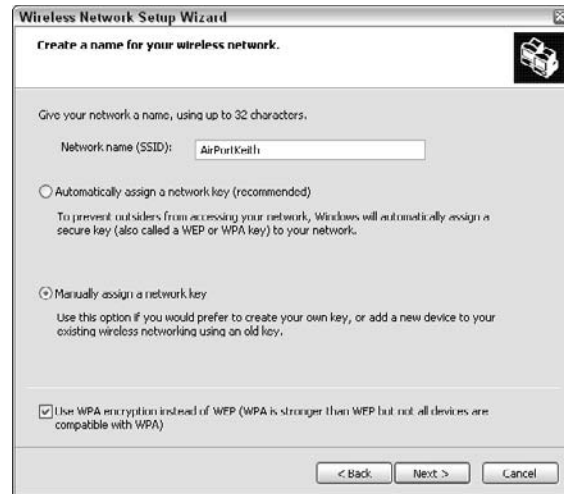 Wireless Network Setup Wizard
Create a name for your wireless network.
Give your network a name, using up to 32 characters.
Network name (SSID): AirPortKeith
Automatically assign a network key (recommended)
To prevent outsiders from accessing your network, Windows will automatically assign a
secure key (also called a WEP or WPA key) to your network.
Manually assign a network key
Use this option if you would prefer to create your own key, or add a new device to your
existing wireless networking using an old key.
Use WPA encryption instead of WEP (WPA is stronger than WEP but not all devices are
compatible with WPA)
< Back Next > Cancel